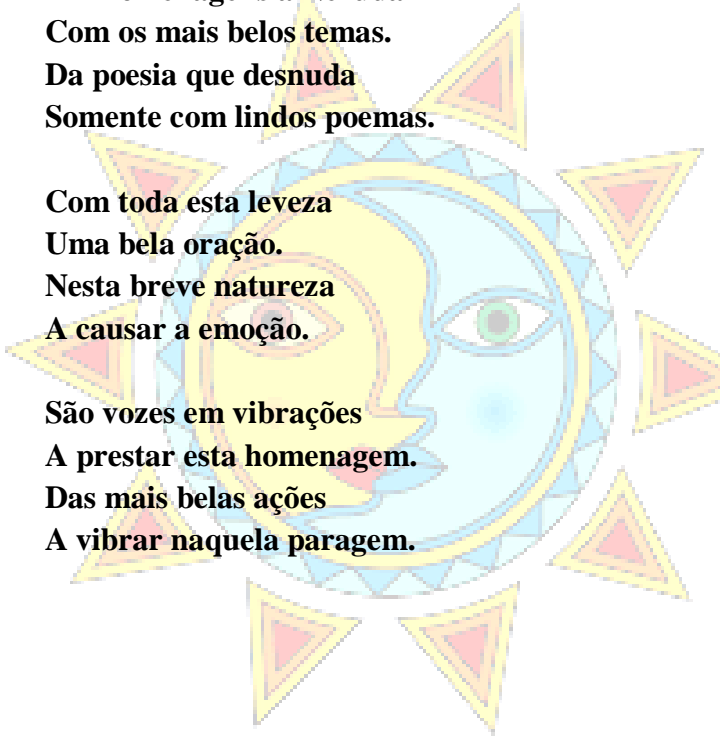 Com os mais belos temas.
Da poesia que desnuda
Somente com lindos poemas.
Com toda esta leveza
Uma bela oração.
Nesta breve natureza
A causar a emoção.
São vozes em vibrações
A prestar esta homenagem.
Das mais belas ações
A vibrar naquela paragem.